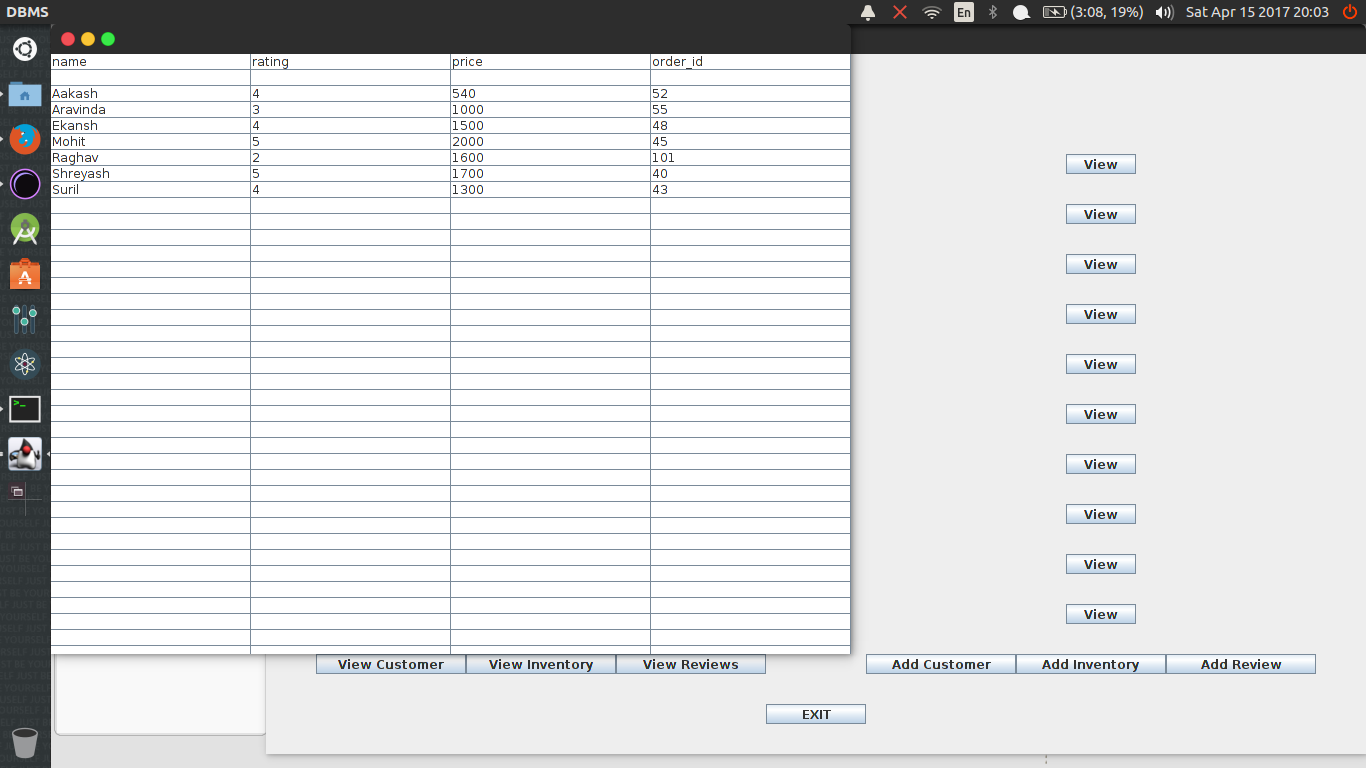 DBMS
En
(3:08, 19%)
Sat Apr 15 2017 20:03
name rating price order_id
Aakash 4 540 52
Aravinda 3 1000 55
Ekansh 4 1500 48
Mohit 5 2000 45
Raghav 2 1600 101
Shreyash 5 1700 40
Suril 4 1300 43
View
View
View
View
View
View
View
View
View
View
View Customer View Inventory View Reviews Add Customer Add Inventory Add Review
EXIT